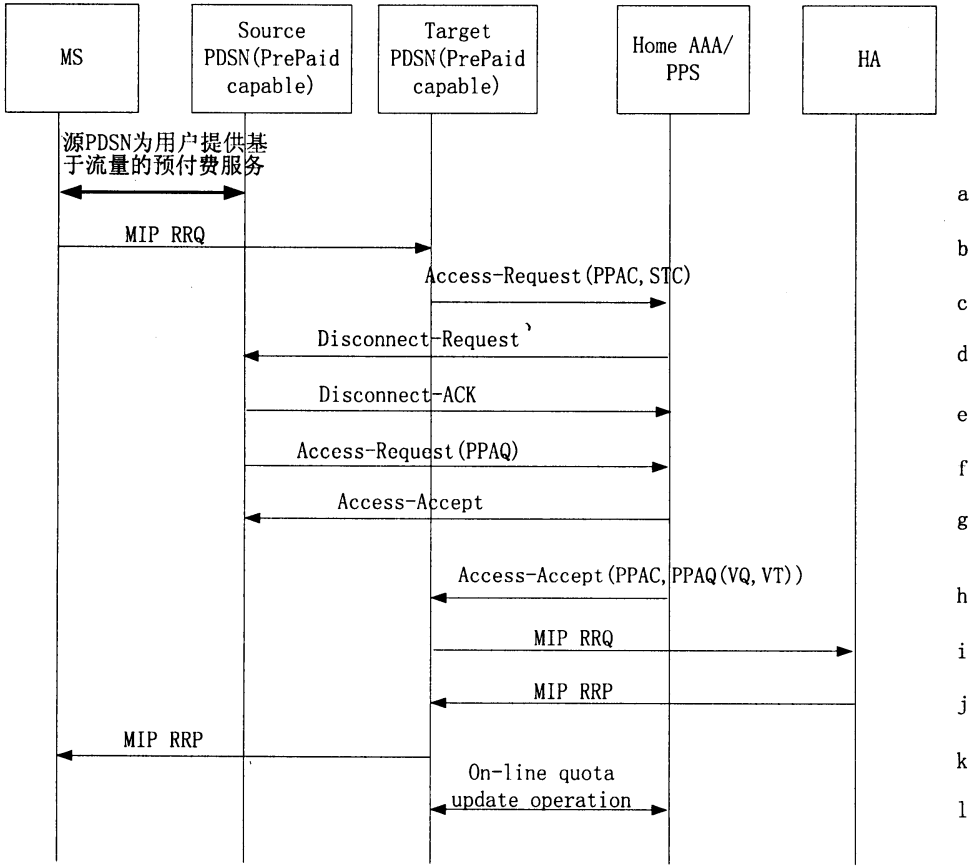 MS
Source
PDSN(PrePaid
capable)
Target
PDSN(PrePaid
capable)
Home AAA/
PPS
HA
源PDSN为用户提供基
于流量的预付费服务
a
MIP RRQ
b
Access-Request(PPAC,STC)
c
Disconnect-Request
d
Disconnect-ACK
e
Access-Request(PPAQ)
f
Access-Accept
g
Access-Accept(PPAC,PPAQ(VQ,VT))
h
MIP RRQ
i
MIP RRP
j
MIP RRP
k
On-line quota
update operation
l